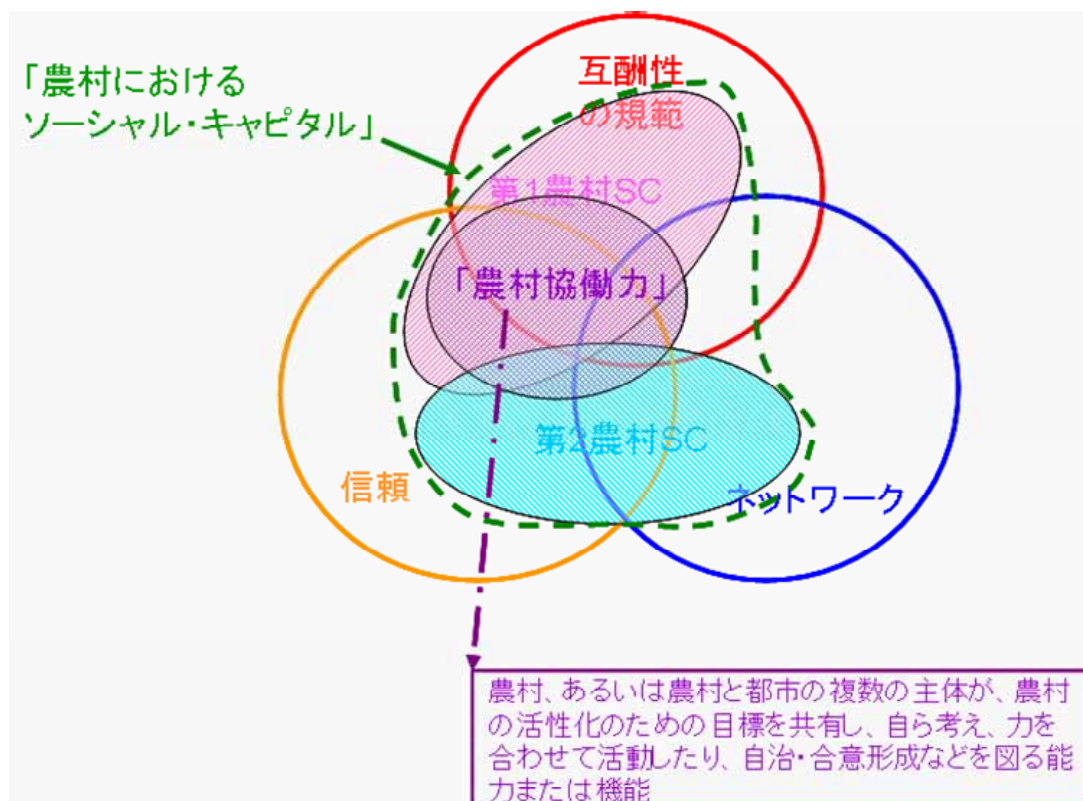 「農村における
ソーシャル・キャピタル」
互酬性
の規範
第1農村SC
「農村協働力」
第2農村SC
信頼
ネットワーク
農村、あるいは農村と都市の複数の主体が、農村
の活性化のための目標を共有し、自ら考え、力を
合わせて活動したり、自治・合意形成などを図る能
力または機能